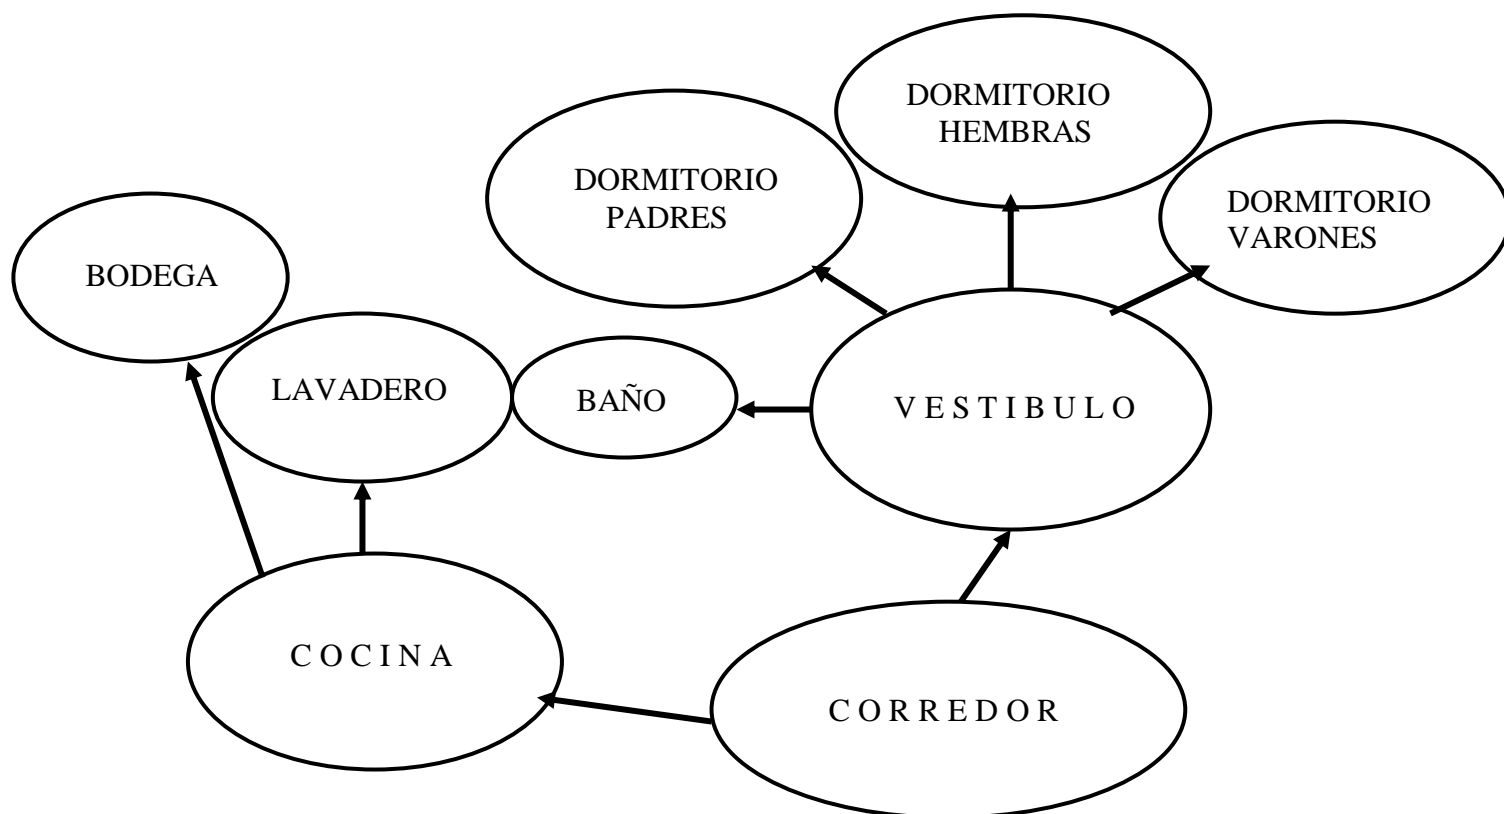 DORMITORIO
HEMBRAS
DORMITORIO
PADRES
DORMITORIO
VARONES
BODEGA
LAVADERO
BAÑO
V E S T I B U L O
C O C I N A
C O R R E D O R